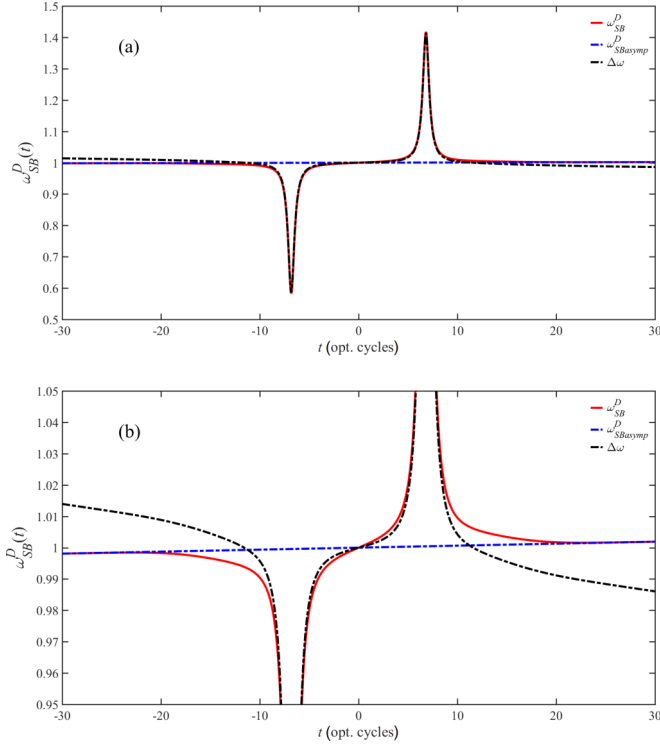 (a)
ω^D_SB(t)
1.5
1.4
1.3
1.2
1.1
1
0.9
0.8
0.7
0.6
0.5
ω^D_SB
ω^D_SBasymp
Δω
-30 -20 -10 0 10 20 30
t (opt. cycles)
(b)
ω^D_SB(t)
1.05
1.04
1.03
1.02
1.01
1
0.99
0.98
0.97
0.96
0.95
ω^D_SB
ω^D_SBasymp
Δω
-30 -20 -10 0 10 20 30
t (opt. cycles)